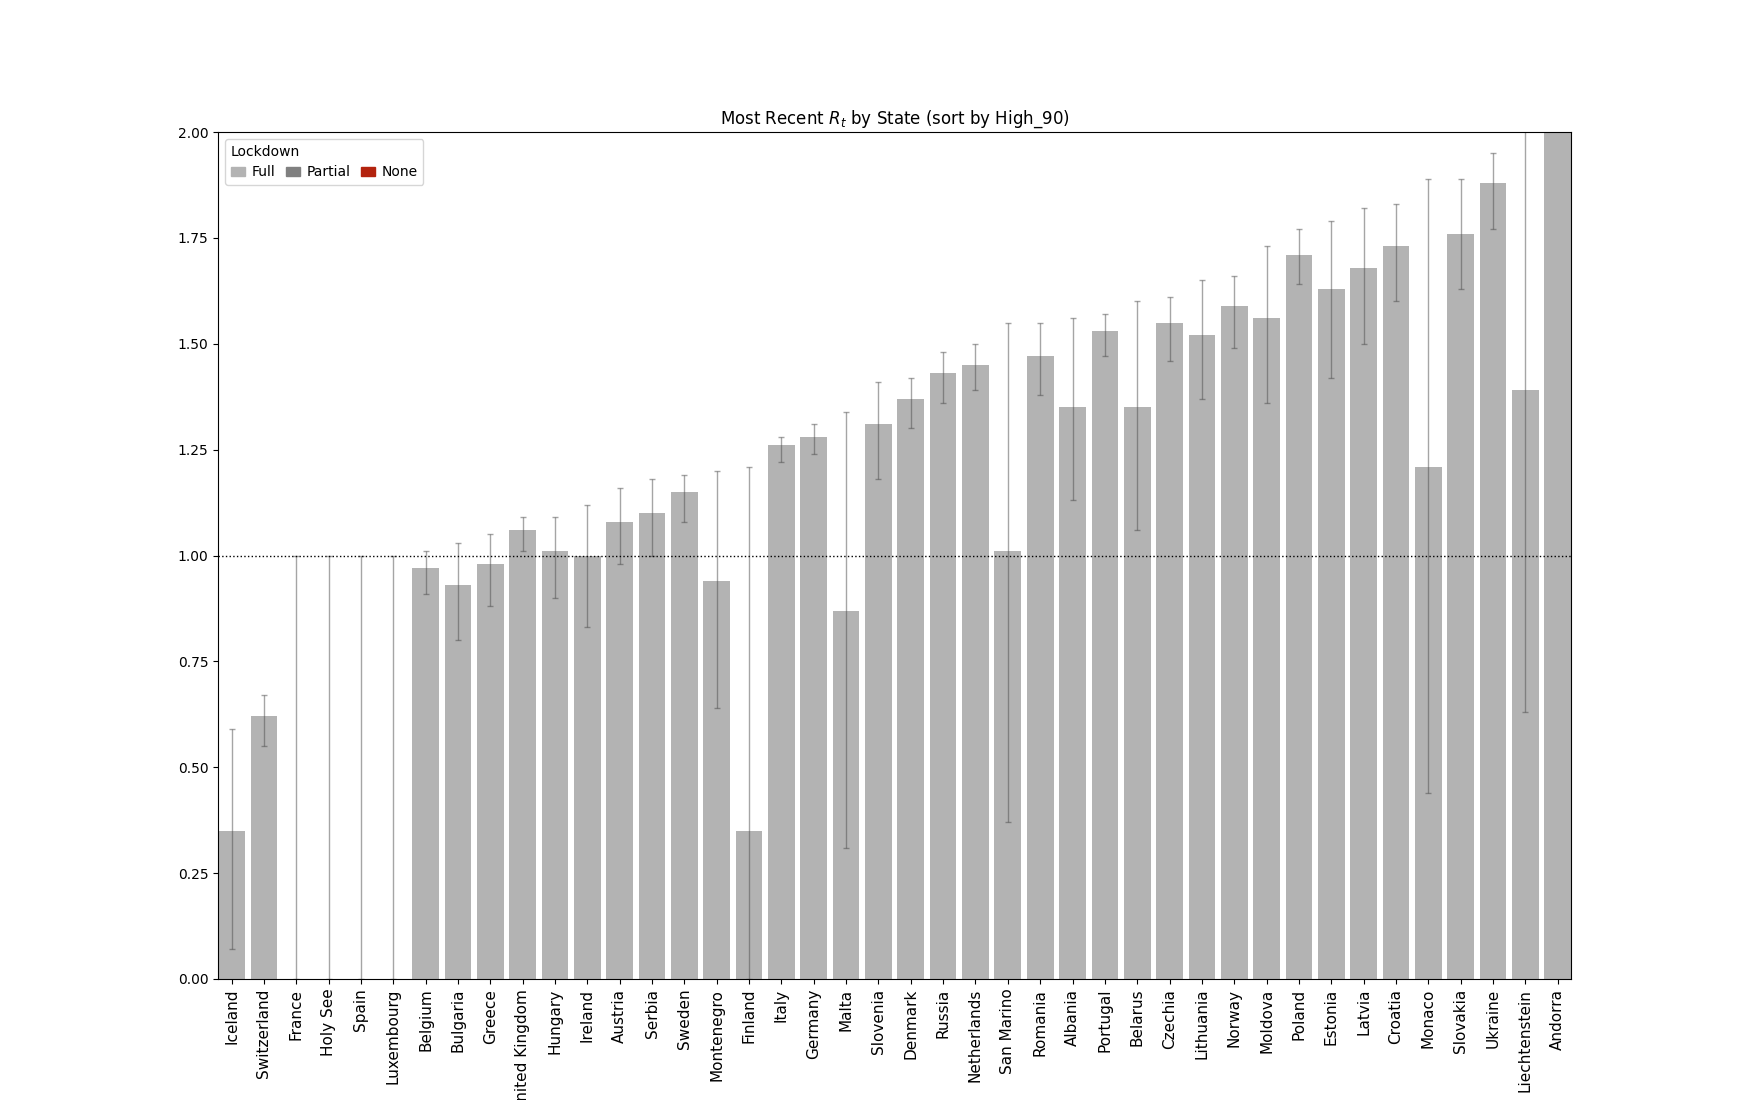 Most Recent R_t by State (sort by High_90)
2.00
Lockdown
Full Partial None
1.75
1.50
1.25
1.00
0.75
0.50
0.25
0.00
Iceland
Switzerland
France
Holy See
Spain
Luxembourg
Belgium
Bulgaria
Greece
nited Kingdom
Hungary
Ireland
Austria
Serbia
Sweden
Montenegro
Finland
Italy
Germany
Malta
Slovenia
Denmark
Russia
Netherlands
San Marino
Romania
Albania
Portugal
Belarus
Czechia
Lithuania
Norway
Moldova
Poland
Estonia
Latvia
Croatia
Monaco
Slovakia
Ukraine
Liechtenstein
Andorra